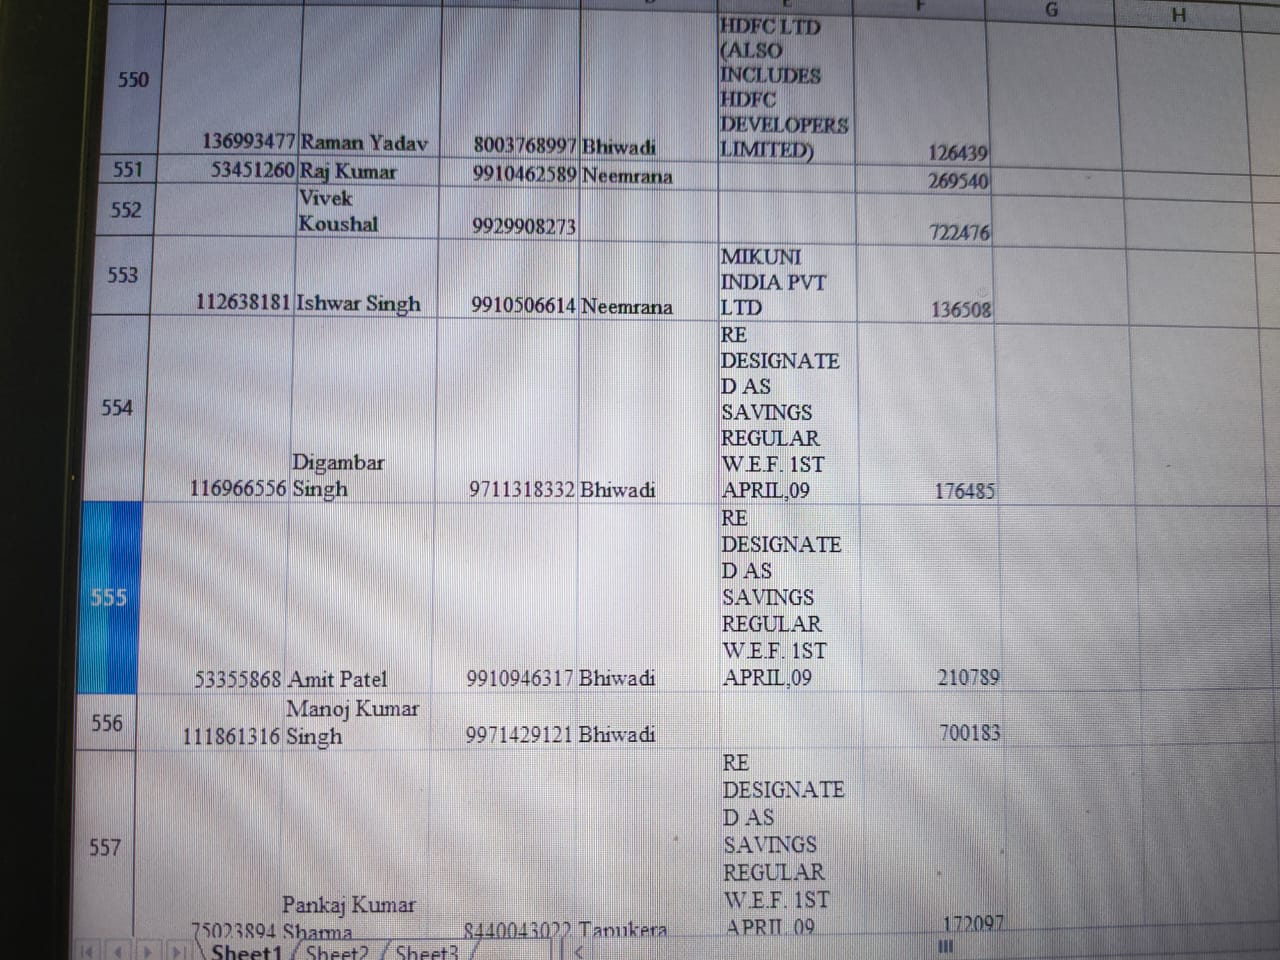 F G H
550 136993477 Raman Yadav 8003768997 Bhiwadi HDFC LTD
(ALSO
INCLUDES
HDFC
DEVELOPERS
LIMITED) 126439
551 53451260 Raj Kumar 9910462589 Neemrana 269540
552 Vivek
Koushal 9929908273 722476
553 112638181 Ishwar Singh 9910506614 Neemrana MIKUNI
INDIA PVT
LTD 136508
554 116966556 Digambar
Singh 9711318332 Bhiwadi RE
DESIGNATE
D AS
SAVINGS
REGULAR
W.E.F. 1ST
APRIL,09 176485
555 53355868 Amit Patel 9910946317 Bhiwadi RE
DESIGNATE
D AS
SAVINGS
REGULAR
W.E.F. 1ST
APRIL,09 210789
556 111861316 Manoj Kumar
Singh 9971429121 Bhiwadi 700183
557 75023894 Pankaj Kumar
Sharma 8440043022 Tapukera RE
DESIGNATE
D AS
SAVINGS
REGULAR
W.E.F. 1ST
APRIL,09 172097
Sheet1 Sheet2 Sheet3